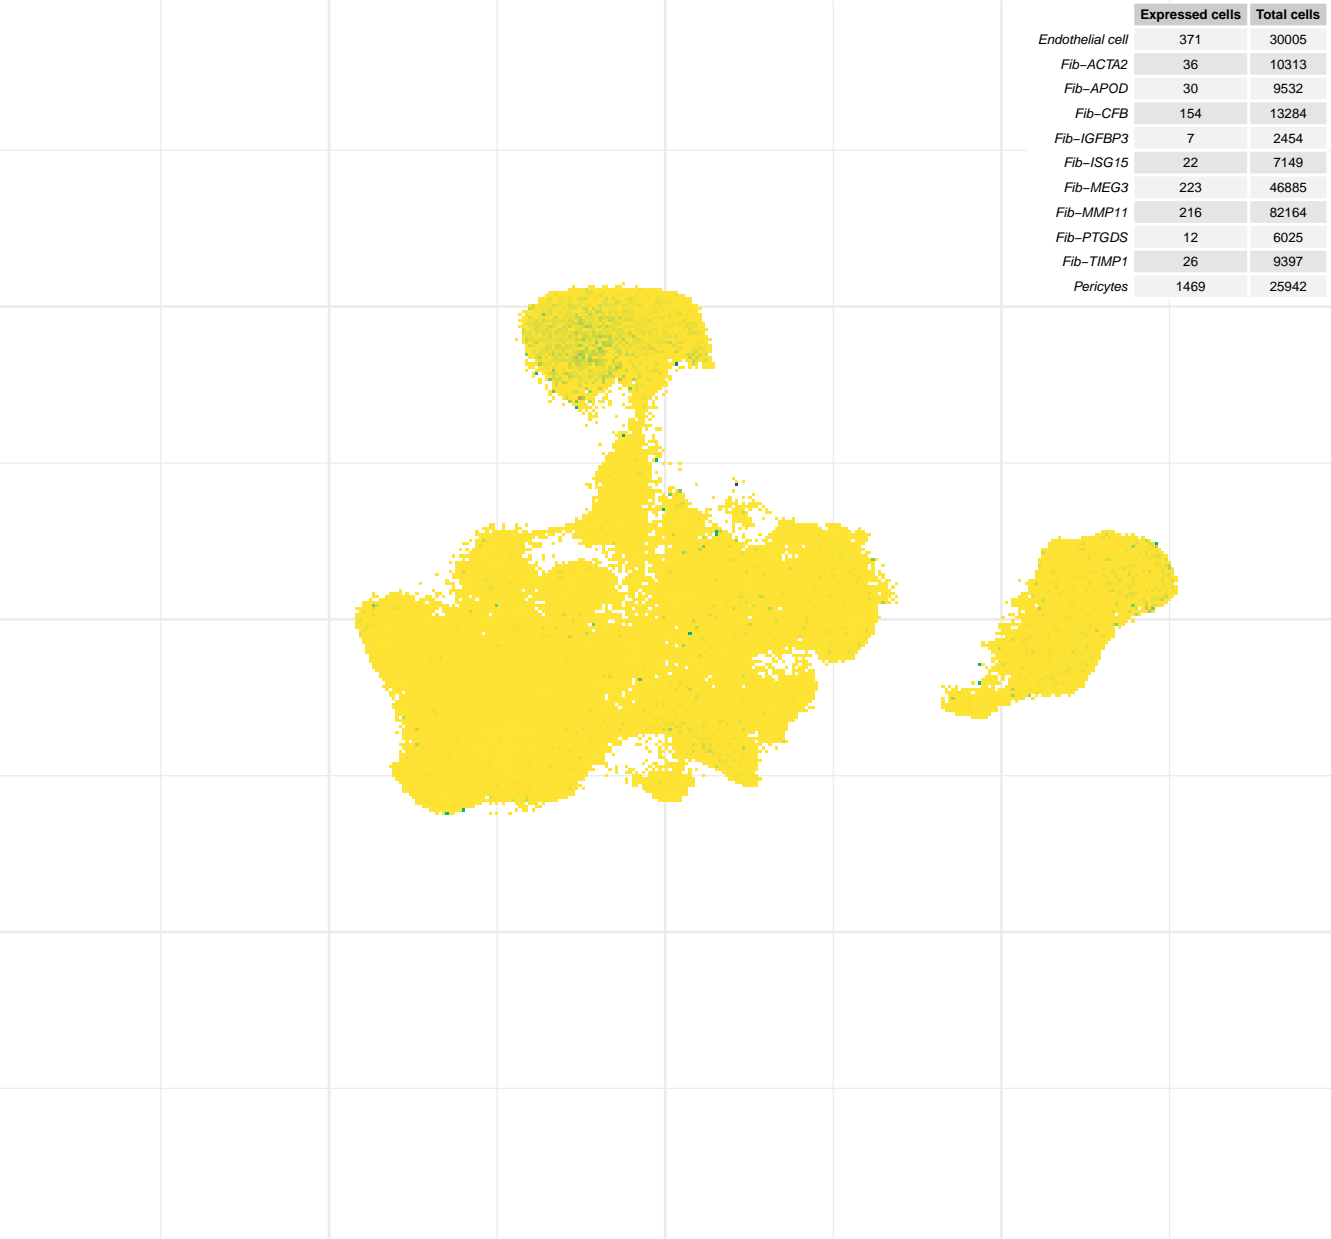 Expressed cells Total cells
Endothelial cell 371 30005
Fib−ACTA2 36 10313
Fib−APOD 30 9532
Fib−CFB 154 13284
Fib−IGFBP3 7 2454
Fib−ISG15 22 7149
Fib−MEG3 223 46885
Fib−MMP11 216 82164
Fib−PTGDS 12 6025
Fib−TIMP1 26 9397
Pericytes 1469 25942